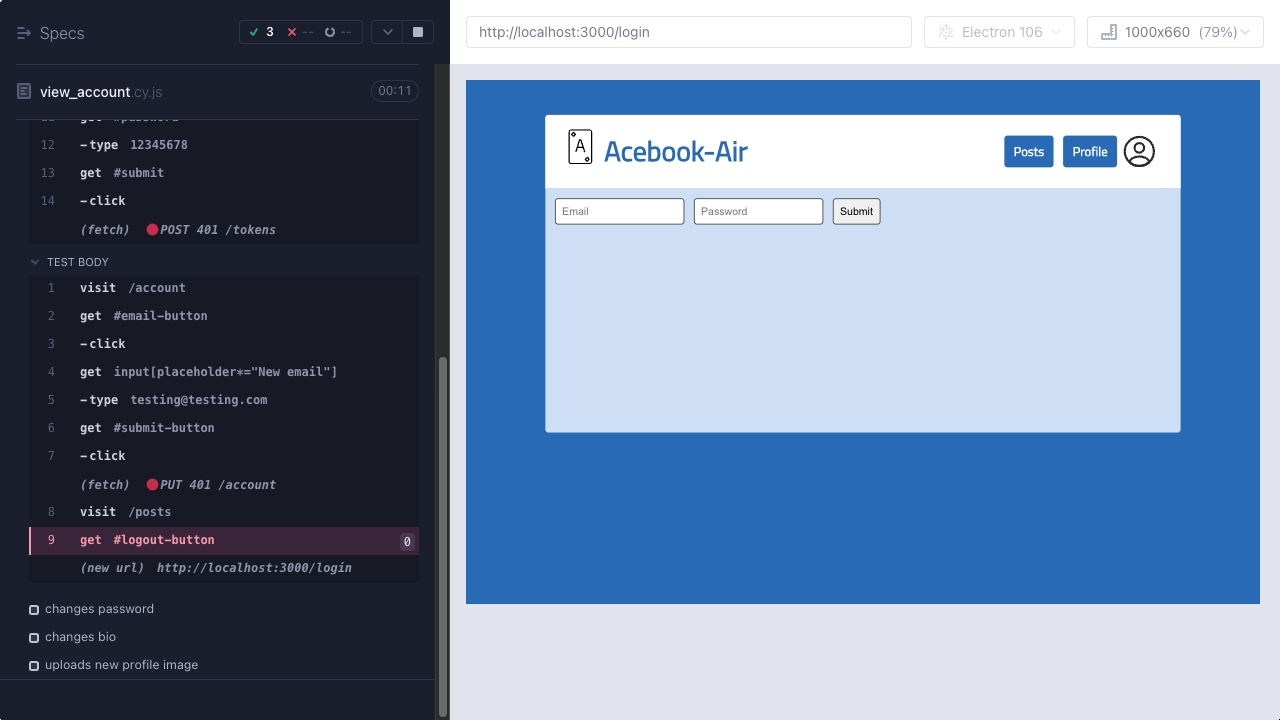 Specs
3
--
--
view_account.cy.js
00:11
11 get #password
12 -type 12345678
13 get #submit
14 -click
(fetch) POST 401 /tokens
TEST BODY
1 visit /account
2 get #email-button
3 -click
4 get input[placeholder*="New email"]
5 -type testing@testing.com
6 get #submit-button
7 -click
(fetch) PUT 401 /account
8 visit /posts
9 get #logout-button 0
(new url) http://localhost:3000/login
changes password
changes bio
uploads new profile image
http://localhost:3000/login
Electron 106
1000x660 (79%)
A
Acebook-Air
Posts
Profile
Email
Password
Submit